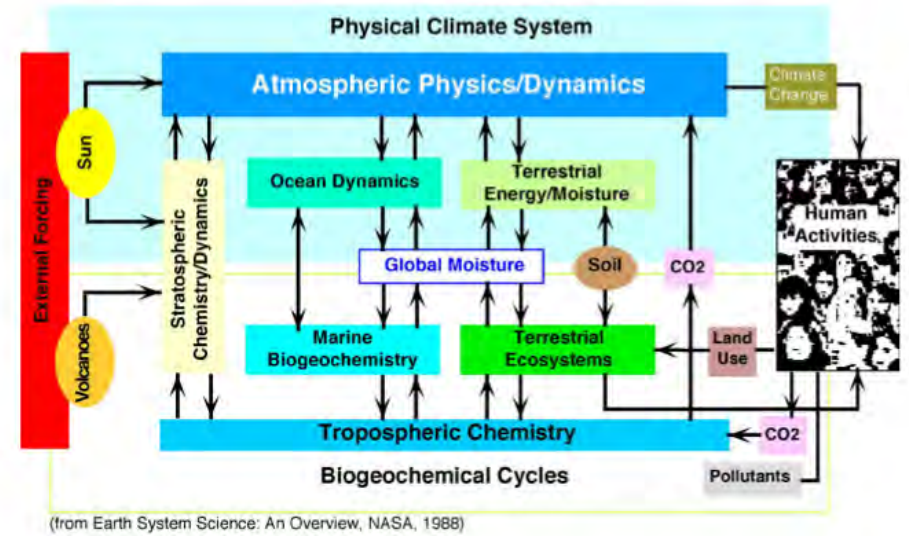 Physical Climate System
Atmospheric Physics/Dynamics
Climate
Change
External Forcing
Sun
Volcanoes
Stratospheric
Chemistry/Dynamics
Ocean Dynamics
Terrestrial
Energy/Moisture
Human
Activities
Global Moisture
Soil
CO2
Marine
Biogeochemistry
Terrestrial
Ecosystems
Land
Use
Tropospheric Chemistry
CO2
Biogeochemical Cycles
Pollutants
(from Earth System Science: An Overview, NASA, 1988)